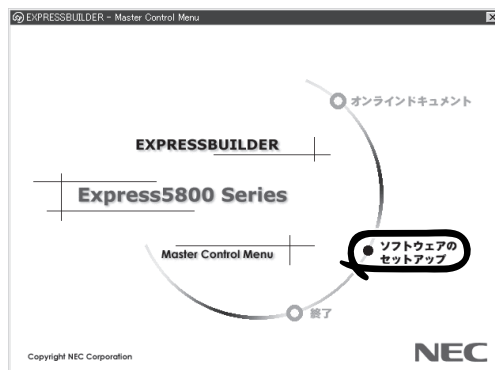 EXPRESSBUILDER - Master Control Menu
オンラインドキュメント
EXPRESSBUILDER
Express5800 Series
ソフトウェアの
セットアップ
Master Control Menu
終了
Copyright NEC Corporation
NEC